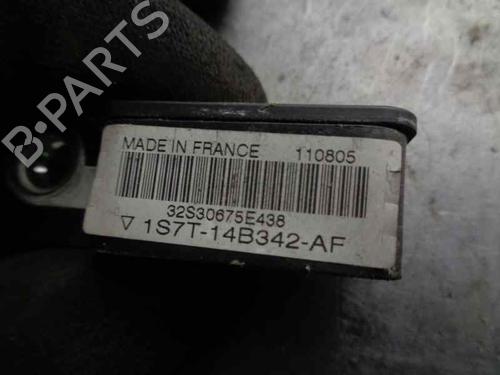 B-PARTS
MADE IN FRANCE 110805
32S30675E438
▽ 1S7T-14B342-AF